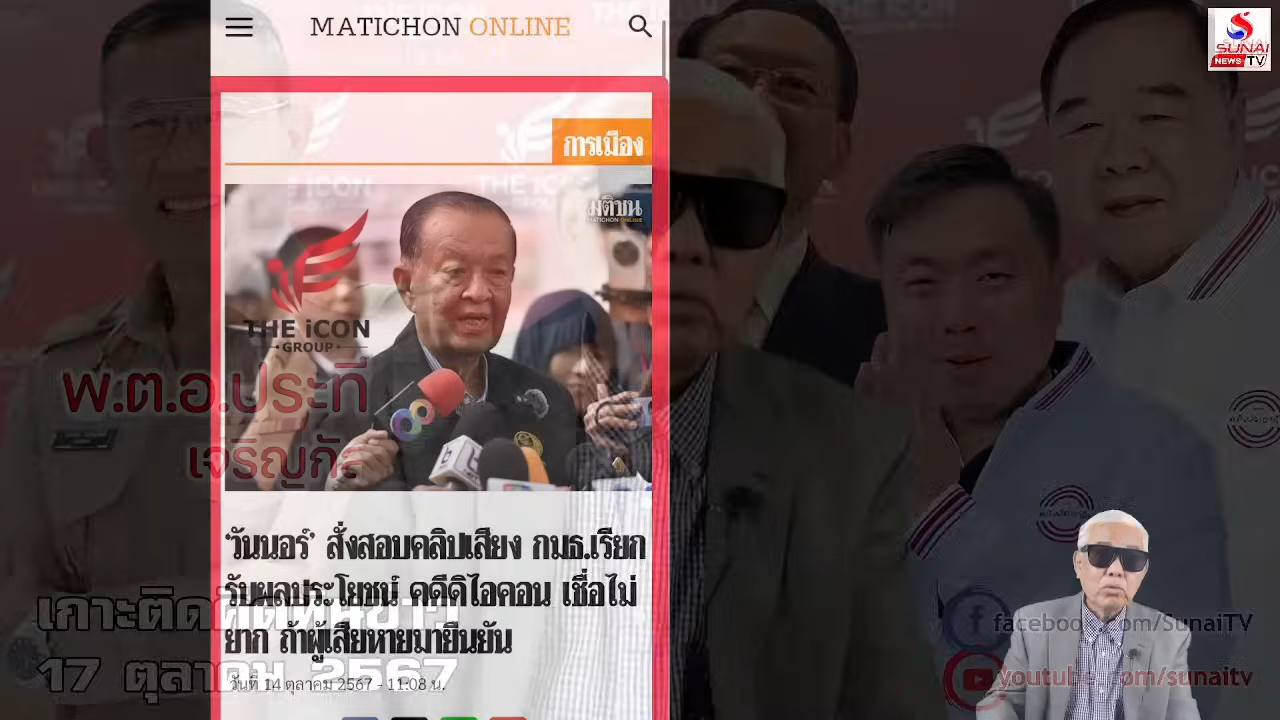 MATICHON ONLINE
SUNAI
NEWS TV
การเมือง
มติชน
MATICHON ONLINE
THE iCON
GROUP
พ.ต.อ.ประที
เจริญกัล
'วันนอร์' สั่งสอบคลิปเสียง กมธ.เรียก
รับผลประโยชน์ คดีดิไอคอน เชื่อไม่
ยาก ถ้าผู้เสียหายมายืนยัน
วันที่ 14 ตุลาคม 2567 - 11:08 น.
เกาะติด
17 ตุลาคม 2567
facebook.com/SunaiTV
youtube.com/sunaitv